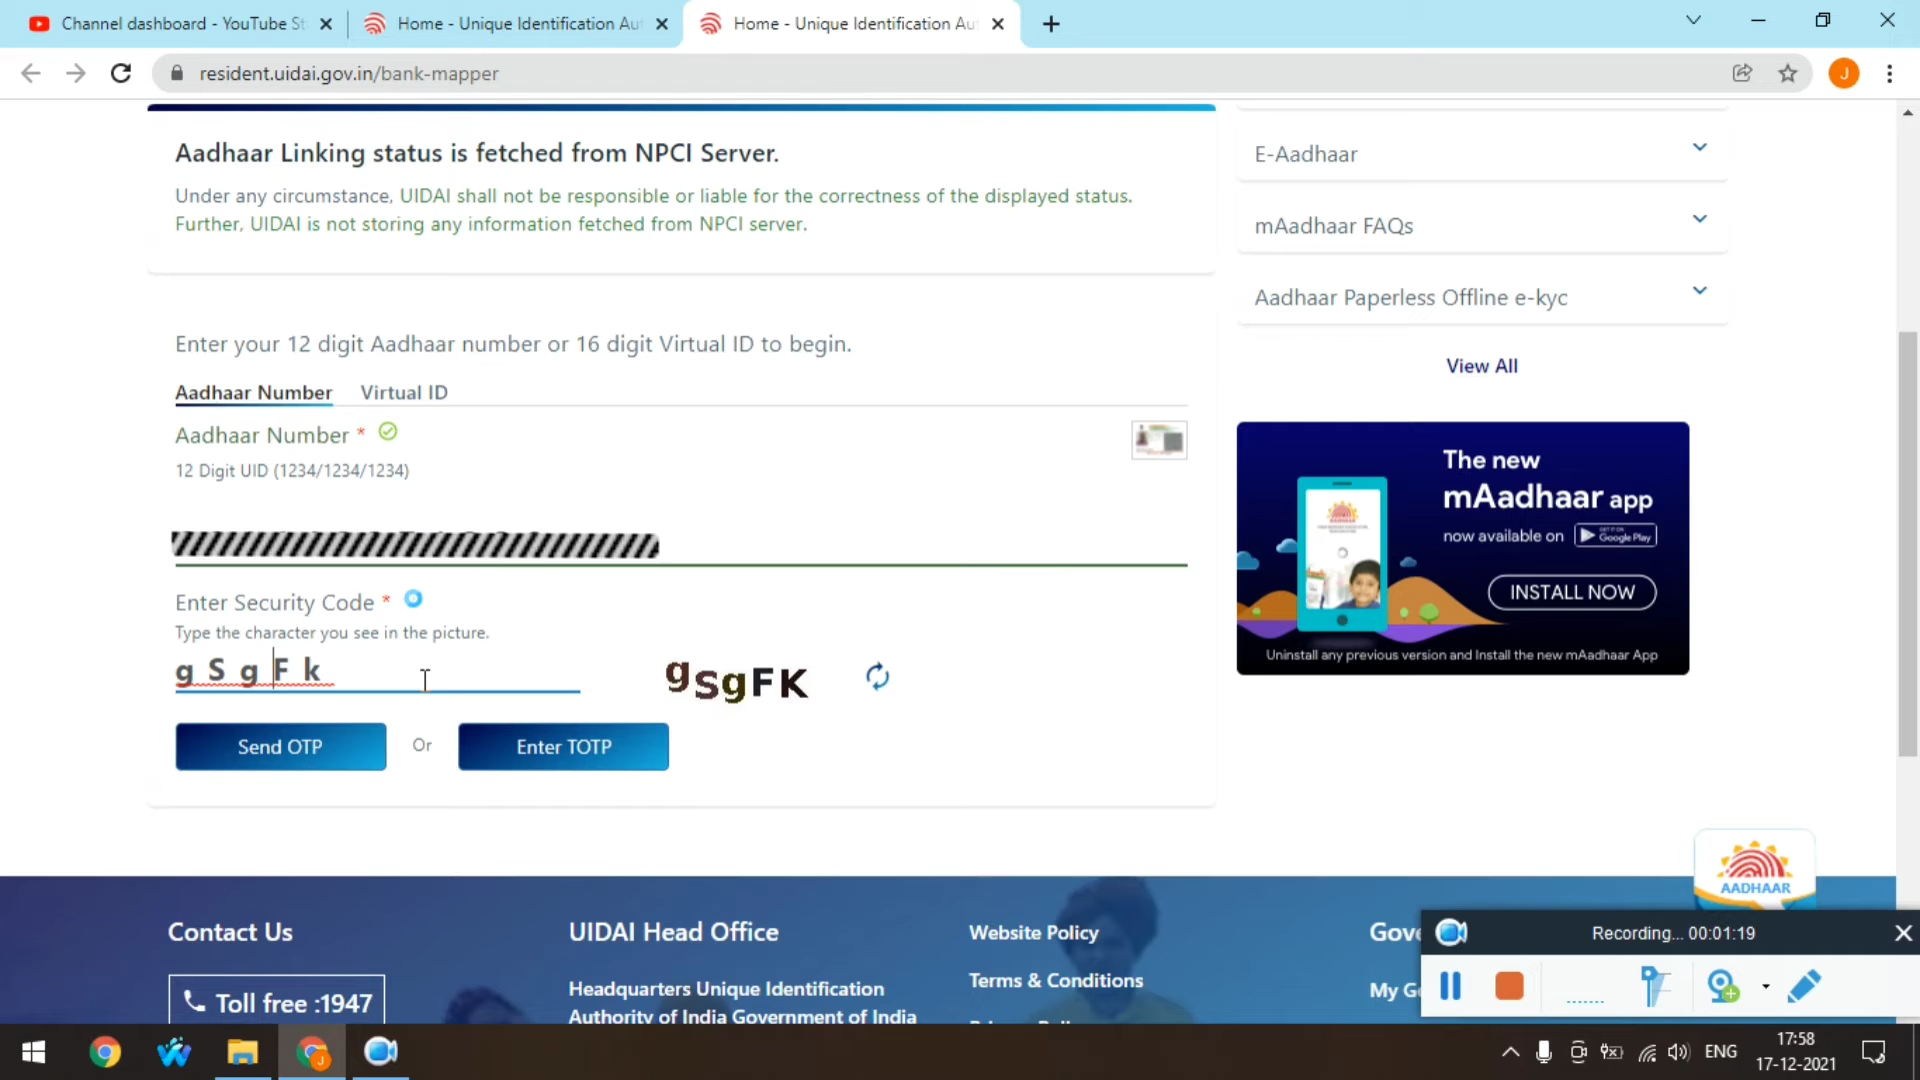 Channel dashboard - YouTube St
Home - Unique Identification Au
Home - Unique Identification Au
resident.uidai.gov.in/bank-mapper
J
Aadhaar Linking status is fetched from NPCI Server.
Under any circumstance, UIDAI shall not be responsible or liable for the correctness of the displayed status.
Further, UIDAI is not storing any information fetched from NPCI server.
Enter your 12 digit Aadhaar number or 16 digit Virtual ID to begin.
Aadhaar Number Virtual ID
Aadhaar Number *
12 Digit UID (1234/1234/1234)
Enter Security Code *
Type the character you see in the picture.
g S g F k
gSgFK
Send OTP Or Enter TOTP
E-Aadhaar
mAadhaar FAQs
Aadhaar Paperless Offline e-kyc
View All
The new
mAadhaar app
now available on GET IT ON Google Play
INSTALL NOW
Uninstall any previous version and Install the new mAadhaar App
AADHAAR
Contact Us
Toll free :1947
UIDAI Head Office
Headquarters Unique Identification
Authority of India Government of India
Website Policy
Terms & Conditions
Gove
My G
Recording... 00:01:19
ENG
17:58
17-12-2021